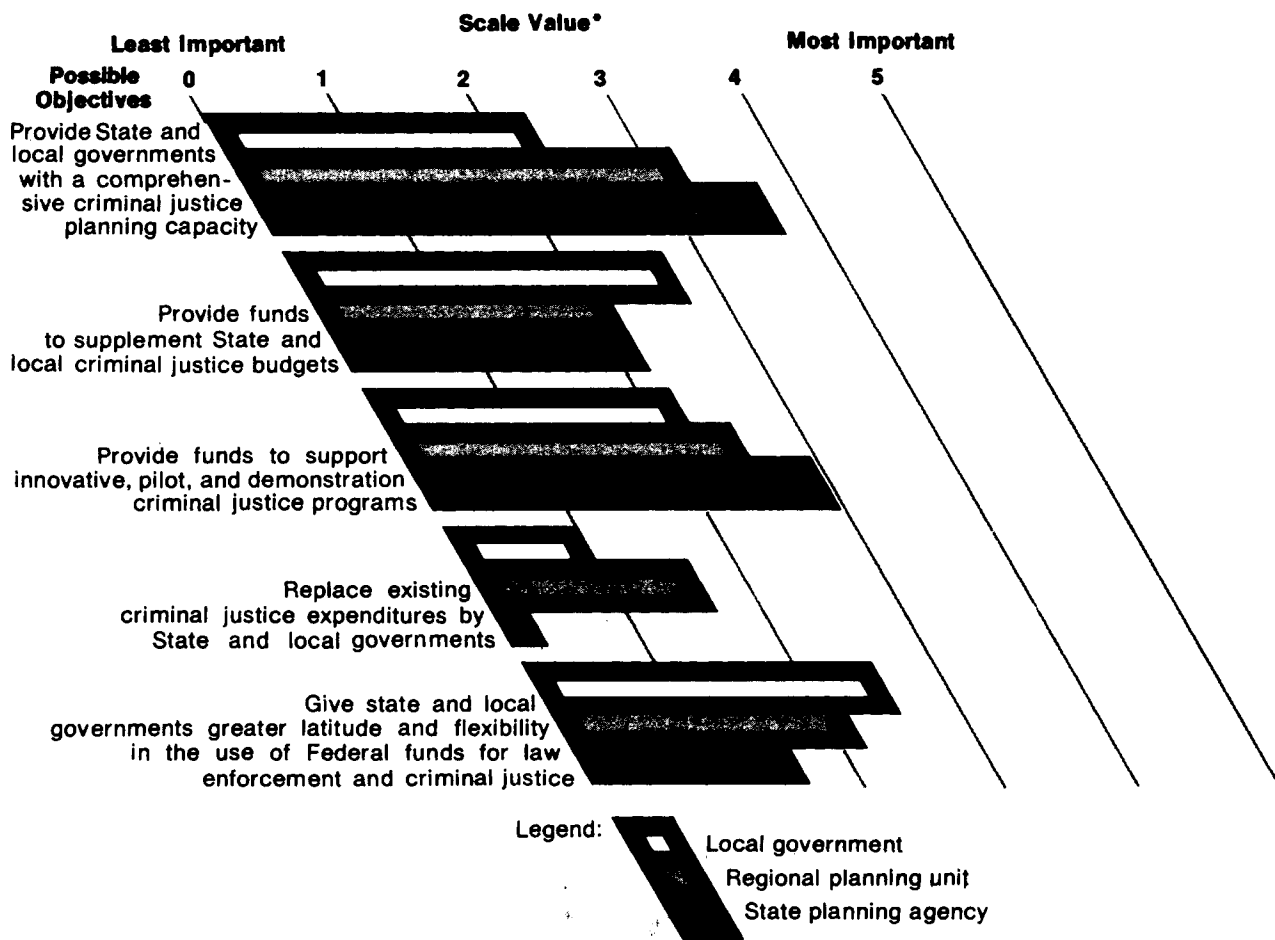 Scale Value*
Least Important
Most Important
Possible
Objectives
0 1 2 3 4 5
Provide State and
local governments
with a comprehen-
sive criminal justice
planning capacity
Provide funds
to supplement State and
local criminal justice budgets
Provide funds to support
innovative, pilot, and demonstration
criminal justice programs
Replace existing
criminal justice expenditures by
State and local governments
Give state and local
governments greater latitude and flexibility
in the use of Federal funds for law
enforcement and criminal justice
Legend:
Local government
Regional planning unit
State planning agency